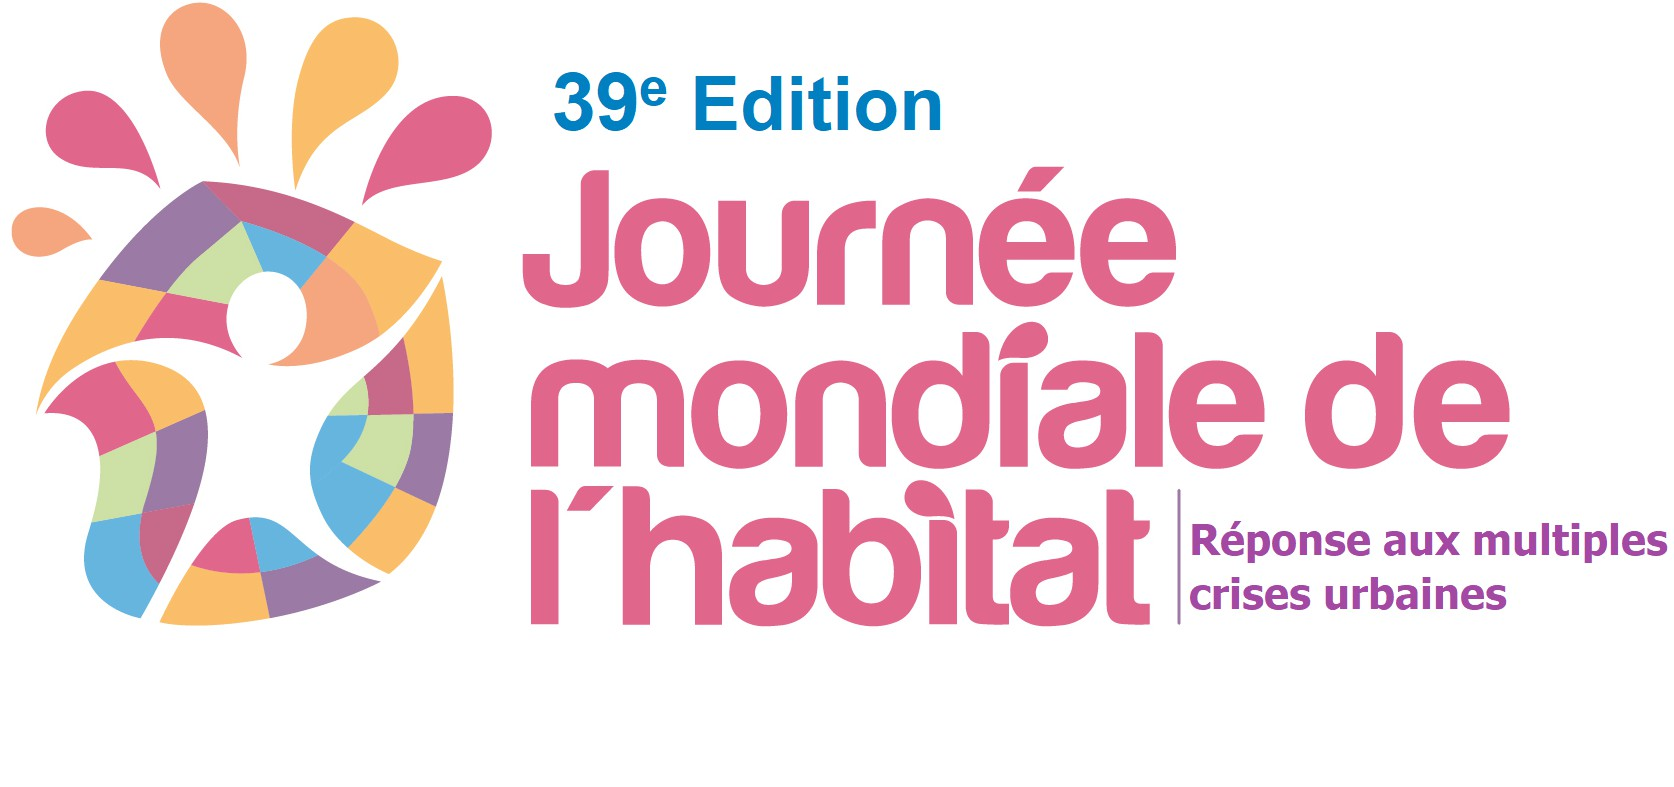 39e Edition
Journée
mondiale de
l´habitat
Réponse aux multiples
crises urbaines